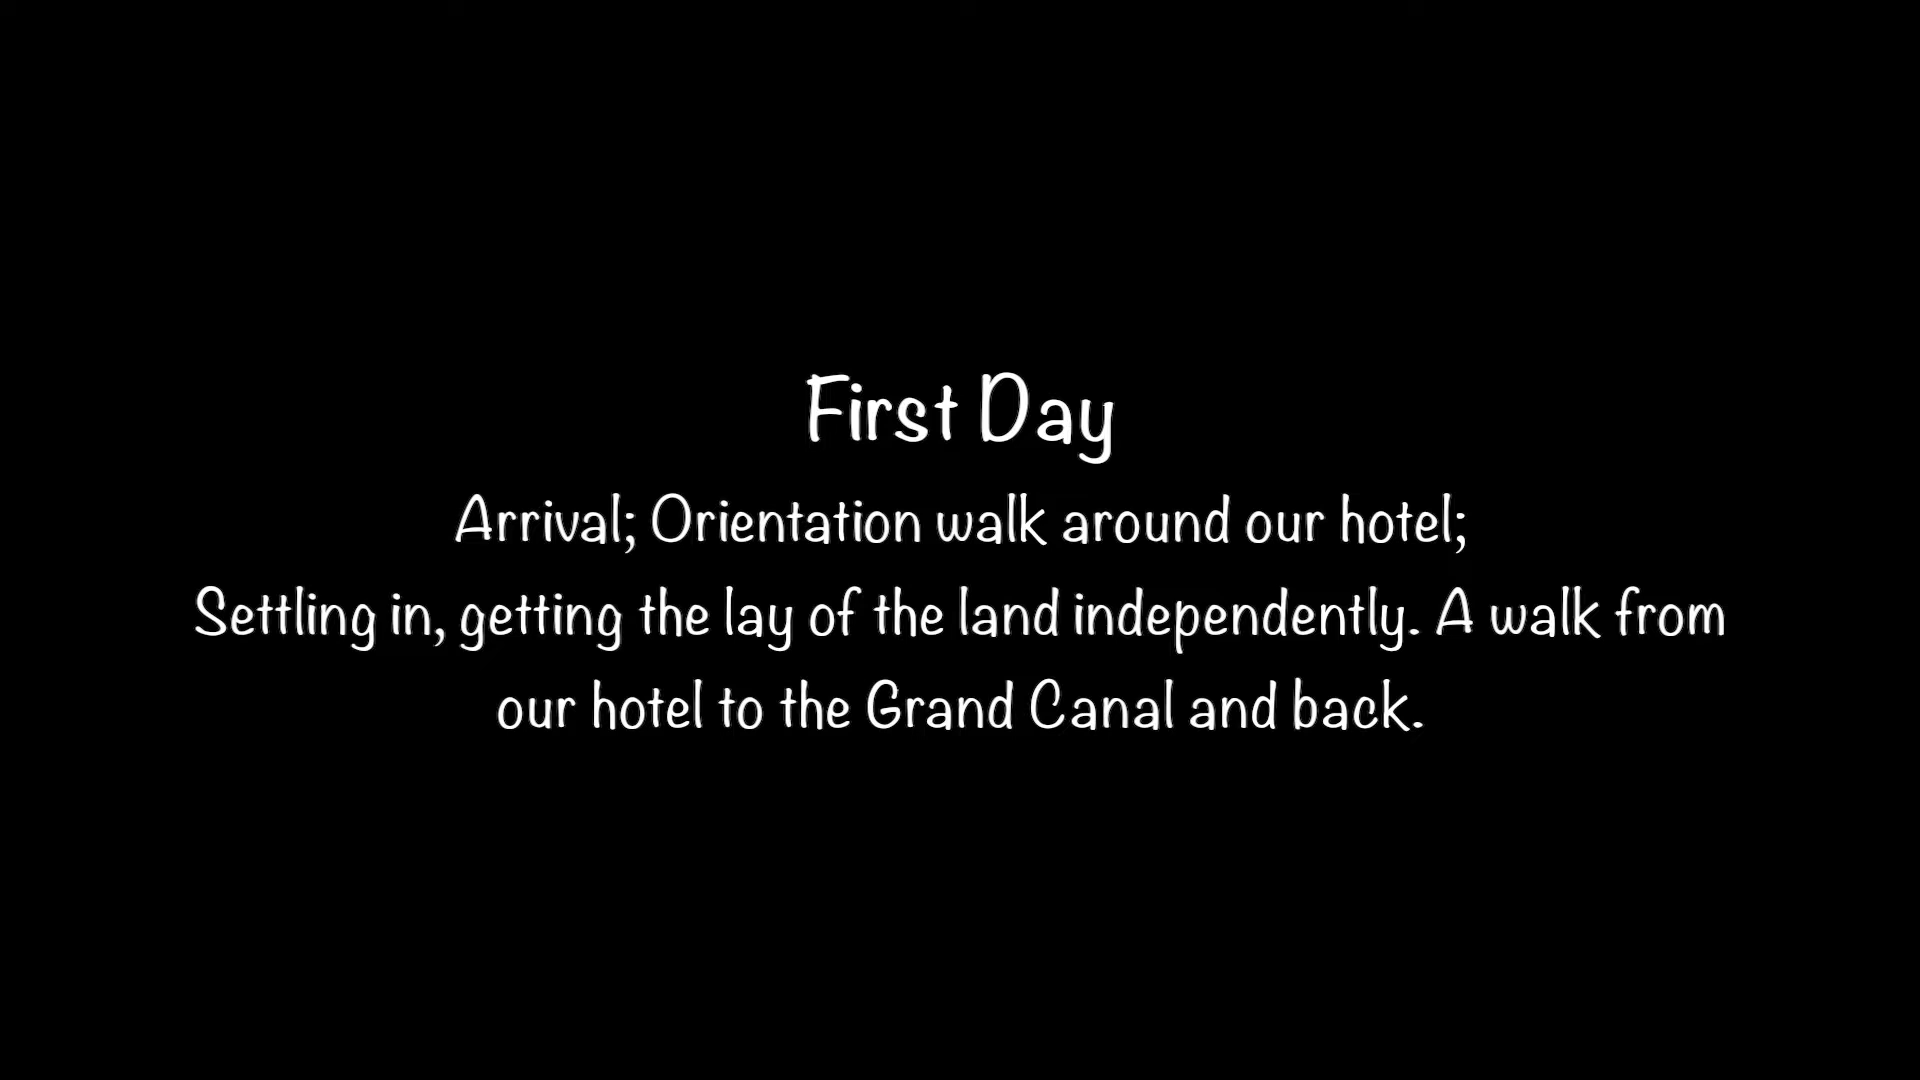 First Day
Arrival; Orientation walk around our hotel;
Settling in, getting the lay of the land independently. A walk from
our hotel to the Grand Canal and back.